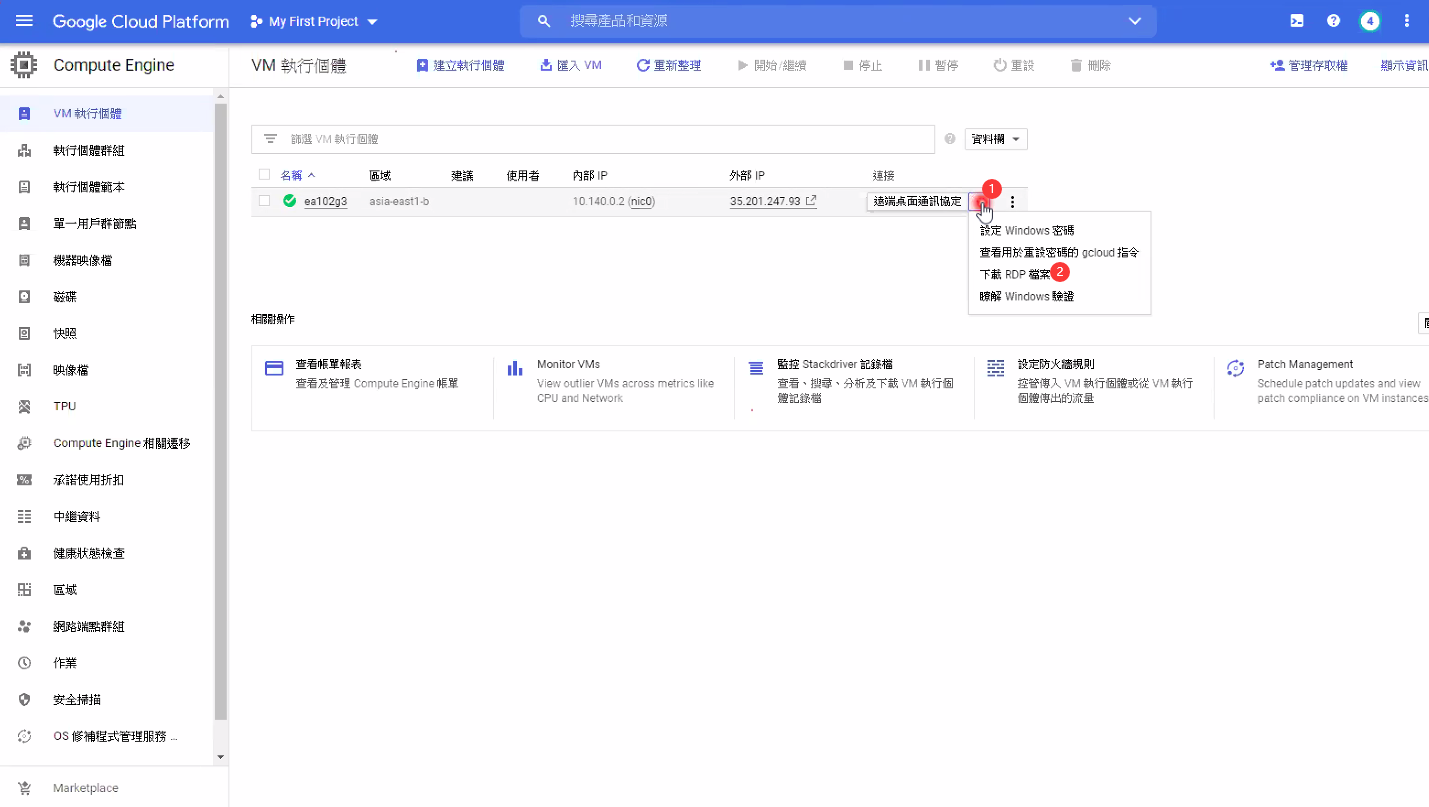 Google Cloud Platform
My First Project
搜尋產品和資源
4
Compute Engine
VM 執行個體
建立執行個體
匯入 VM
重新整理
開始/繼續
停止
暫停
重設
刪除
管理存取權
顯示資訊
VM 執行個體
執行個體群組
執行個體範本
單一用戶群節點
機器映像檔
磁碟
快照
映像檔
TPU
Compute Engine 相關遷移
承諾使用折扣
中繼資料
健康狀態檢查
區域
網路端點群組
作業
安全掃描
OS 修補程式管理服務 ...
Marketplace
篩選 VM 執行個體
資料欄
名稱 區域 建議 使用者 內部 IP 外部 IP 連接
ea102g3 asia-east1-b 10.140.0.2 (nic0) 35.201.247.93 遠端桌面通訊協定
1
設定 Windows 密碼
查看用於重設密碼的 gcloud 指令
下載 RDP 檔案
2
瞭解 Windows 驗證
相關操作
查看帳單報表
查看及管理 Compute Engine 帳單
Monitor VMs
View outlier VMs across metrics like
CPU and Network
監控 Stackdriver 記錄檔
查看、搜尋、分析及下載 VM 執行個
體記錄檔
設定防火牆規則
控管傳入 VM 執行個體或從 VM 執行
個體傳出的流量
Patch Management
Schedule patch updates and view
patch compliance on VM instances